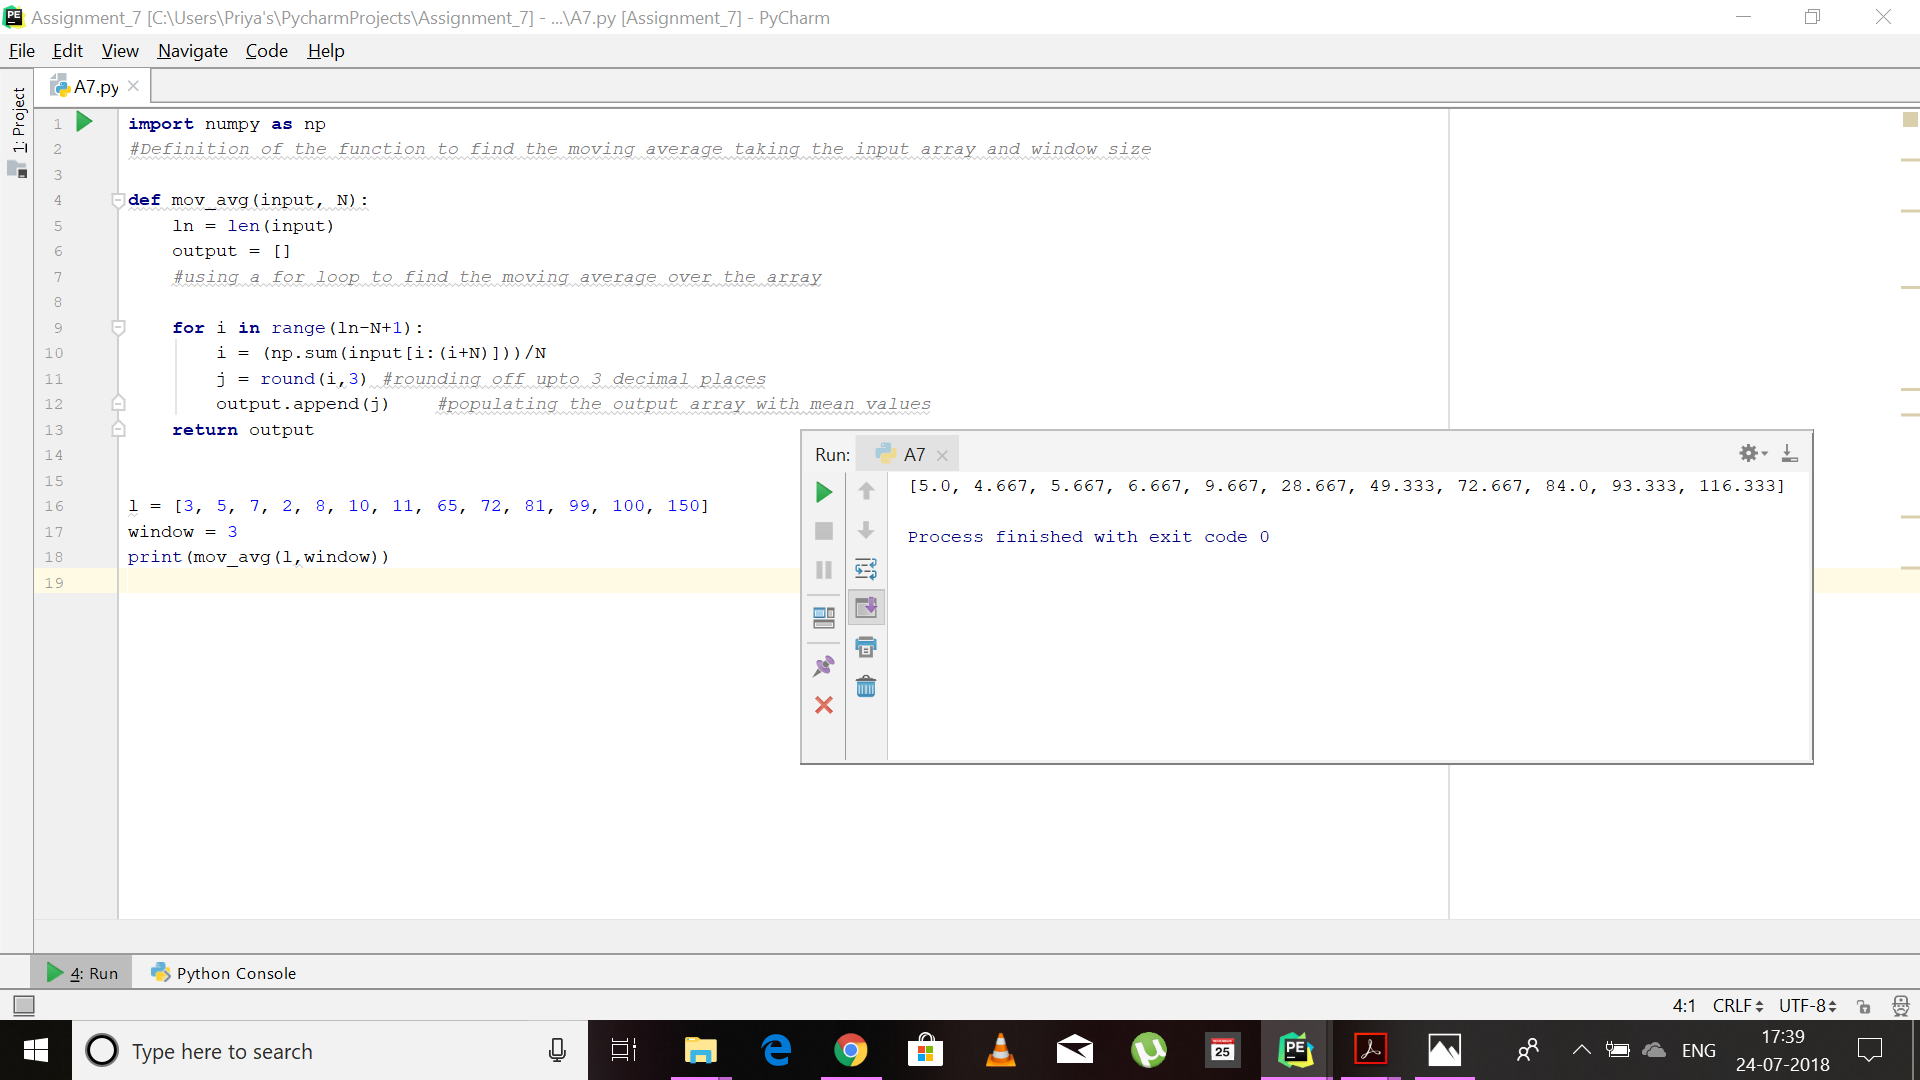 Assignment_7 [C:\Users\Priya's\PycharmProjects\Assignment_7] - ...\A7.py [Assignment_7] - PyCharm
File Edit View Navigate Code Help
A7.py
1: Project
1 import numpy as np
2 #Definition of the function to find the moving average taking the input array and window size
3
4 def mov_avg(input, N):
5 ln = len(input)
6 output = []
7 #using a for loop to find the moving average over the array
8
9 for i in range(ln-N+1):
10 i = (np.sum(input[i:(i+N)]))/N
11 j = round(i,3) #rounding off upto 3 decimal places
12 output.append(j) #populating the output array with mean values
13 return output
14
15
16 l = [3, 5, 7, 2, 8, 10, 11, 65, 72, 81, 99, 100, 150]
17 window = 3
18 print(mov_avg(l,window))
19
Run: A7
[5.0, 4.667, 5.667, 6.667, 9.667, 28.667, 49.333, 72.667, 84.0, 93.333, 116.333]
Process finished with exit code 0
4: Run Python Console
4:1 CRLF UTF-8
Type here to search
25
PE
ENG
17:39
24-07-2018